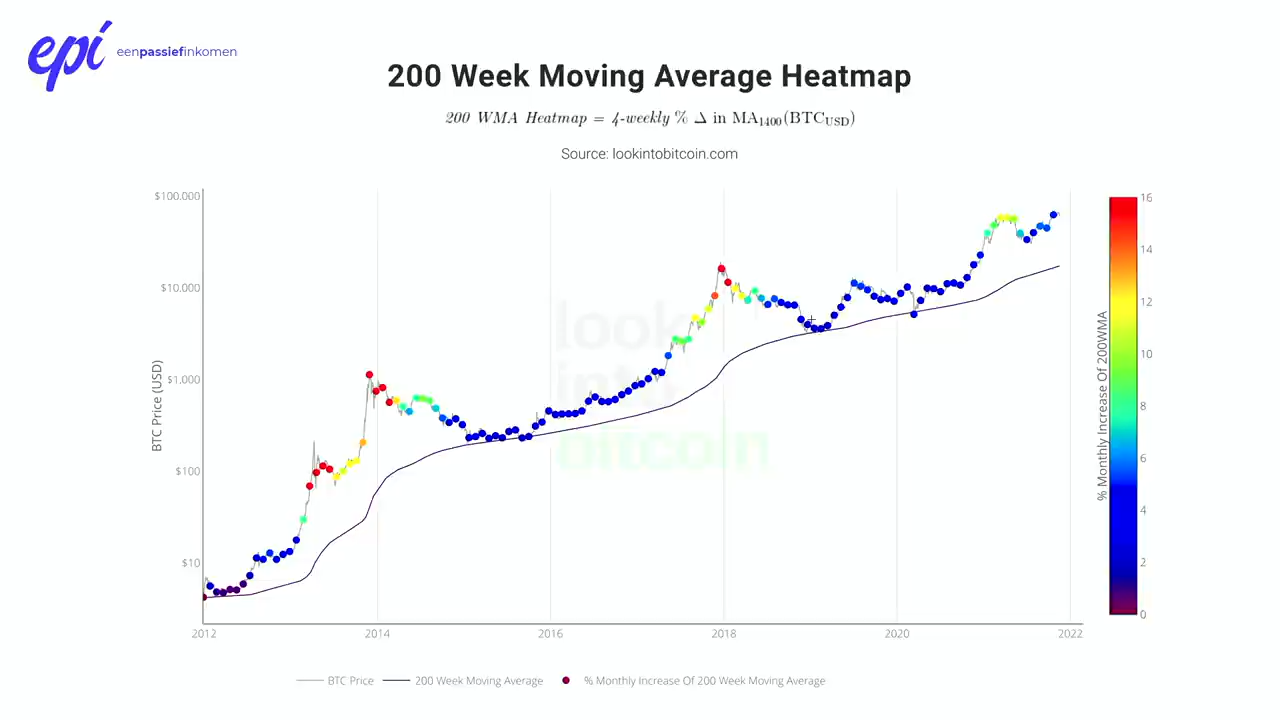 epi eenpassiefinkomen
200 Week Moving Average Heatmap
200 WMA Heatmap = 4-weekly % Δ in MA1400(BTCUSD)
Source: lookintobitcoin.com
$100.000
$10.000
$1.000
$100
$10
BTC Price (USD)
look
into
bitcoin
2012 2014 2016 2018 2020 2022
16
14
12
10
8
6
4
2
0
% Monthly Increase Of 200WMA
BTC Price 200 Week Moving Average % Monthly Increase Of 200 Week Moving Average